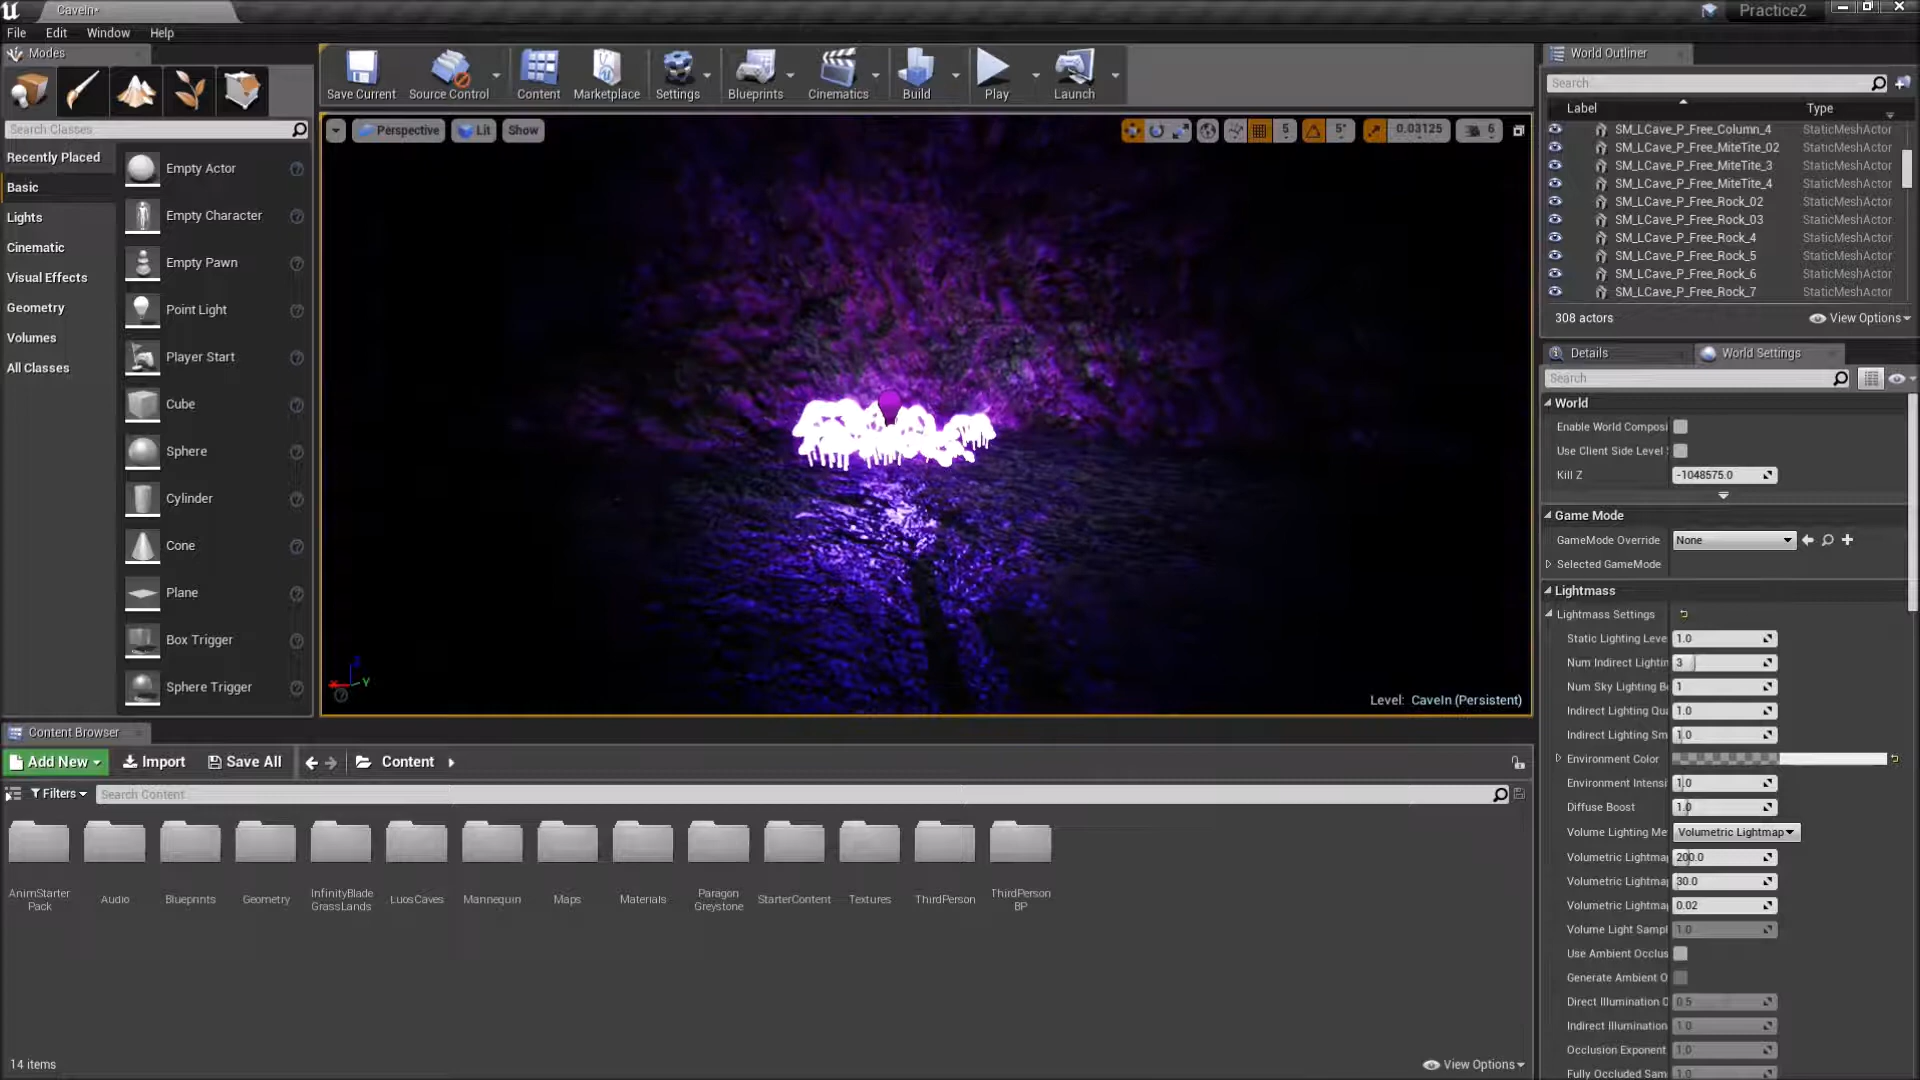 CaveIn*
Practice2
File
Edit
Window
Help
Modes
Search Classes
Recently Placed
Basic
Lights
Cinematic
Visual Effects
Geometry
Volumes
All Classes
Empty Actor
Empty Character
Empty Pawn
Point Light
Player Start
Cube
Sphere
Cylinder
Cone
Plane
Box Trigger
Sphere Trigger
Save Current
Source Control
Content
Marketplace
Settings
Blueprints
Cinematics
Build
Play
Launch
Perspective
Lit
Show
5
5°
0.03125
6
X
Y
Level: CaveIn (Persistent)
World Outliner
Search
Label
Type
SM_LCave_P_Free_Column_4 StaticMeshActor
SM_LCave_P_Free_MiteTite_02 StaticMeshActor
SM_LCave_P_Free_MiteTite_3 StaticMeshActor
SM_LCave_P_Free_MiteTite_4 StaticMeshActor
SM_LCave_P_Free_Rock_02 StaticMeshActor
SM_LCave_P_Free_Rock_03 StaticMeshActor
SM_LCave_P_Free_Rock_4 StaticMeshActor
SM_LCave_P_Free_Rock_5 StaticMeshActor
SM_LCave_P_Free_Rock_6 StaticMeshActor
SM_LCave_P_Free_Rock_7 StaticMeshActor
308 actors
View Options
Details
World Settings
Search
World
Enable World Composi
Use Client Side Level
Kill Z -1048575.0
Game Mode
GameMode Override None
Selected GameMode
Lightmass
Lightmass Settings
Static Lighting Leve 1.0
Num Indirect Lightin 3
Num Sky Lighting B 1
Indirect Lighting Qua 1.0
Indirect Lighting Sm 1.0
Environment Color
Environment Intensi 1.0
Diffuse Boost 1.0
Volume Lighting Me Volumetric Lightmap
Volumetric Lightma 200.0
Volumetric Lightma 30.0
Volumetric Lightma 0.02
Volume Light Sampl 1.0
Use Ambient Occlus
Generate Ambient O
Direct Illumination O 0.5
Indirect Illumination 1.0
Occlusion Exponent 1.0
Fully Occluded Sam 1.0
Content Browser
Add New
Import
Save All
Content
Filters
Search Content
AnimStarter
Pack
Audio
Blueprints
Geometry
InfinityBlade
GrassLands
LuosCaves
Mannequin
Maps
Materials
Paragon
Greystone
StarterContent
Textures
ThirdPerson
ThirdPerson
BP
14 items
View Options